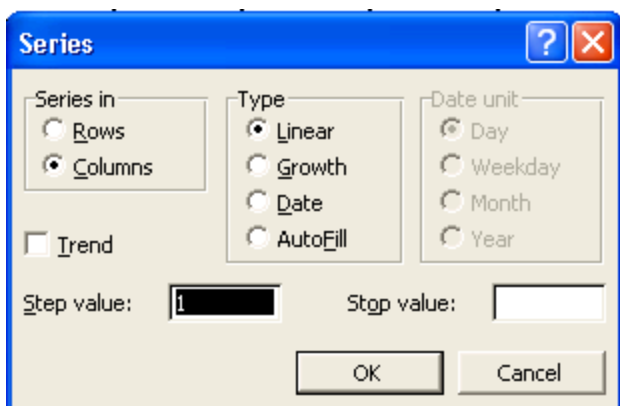 Series
?
Series in
Rows
Columns
Trend
Type
Linear
Growth
Date
AutoFill
Date unit
Day
Weekday
Month
Year
Step value: 1
Stop value:
OK
Cancel